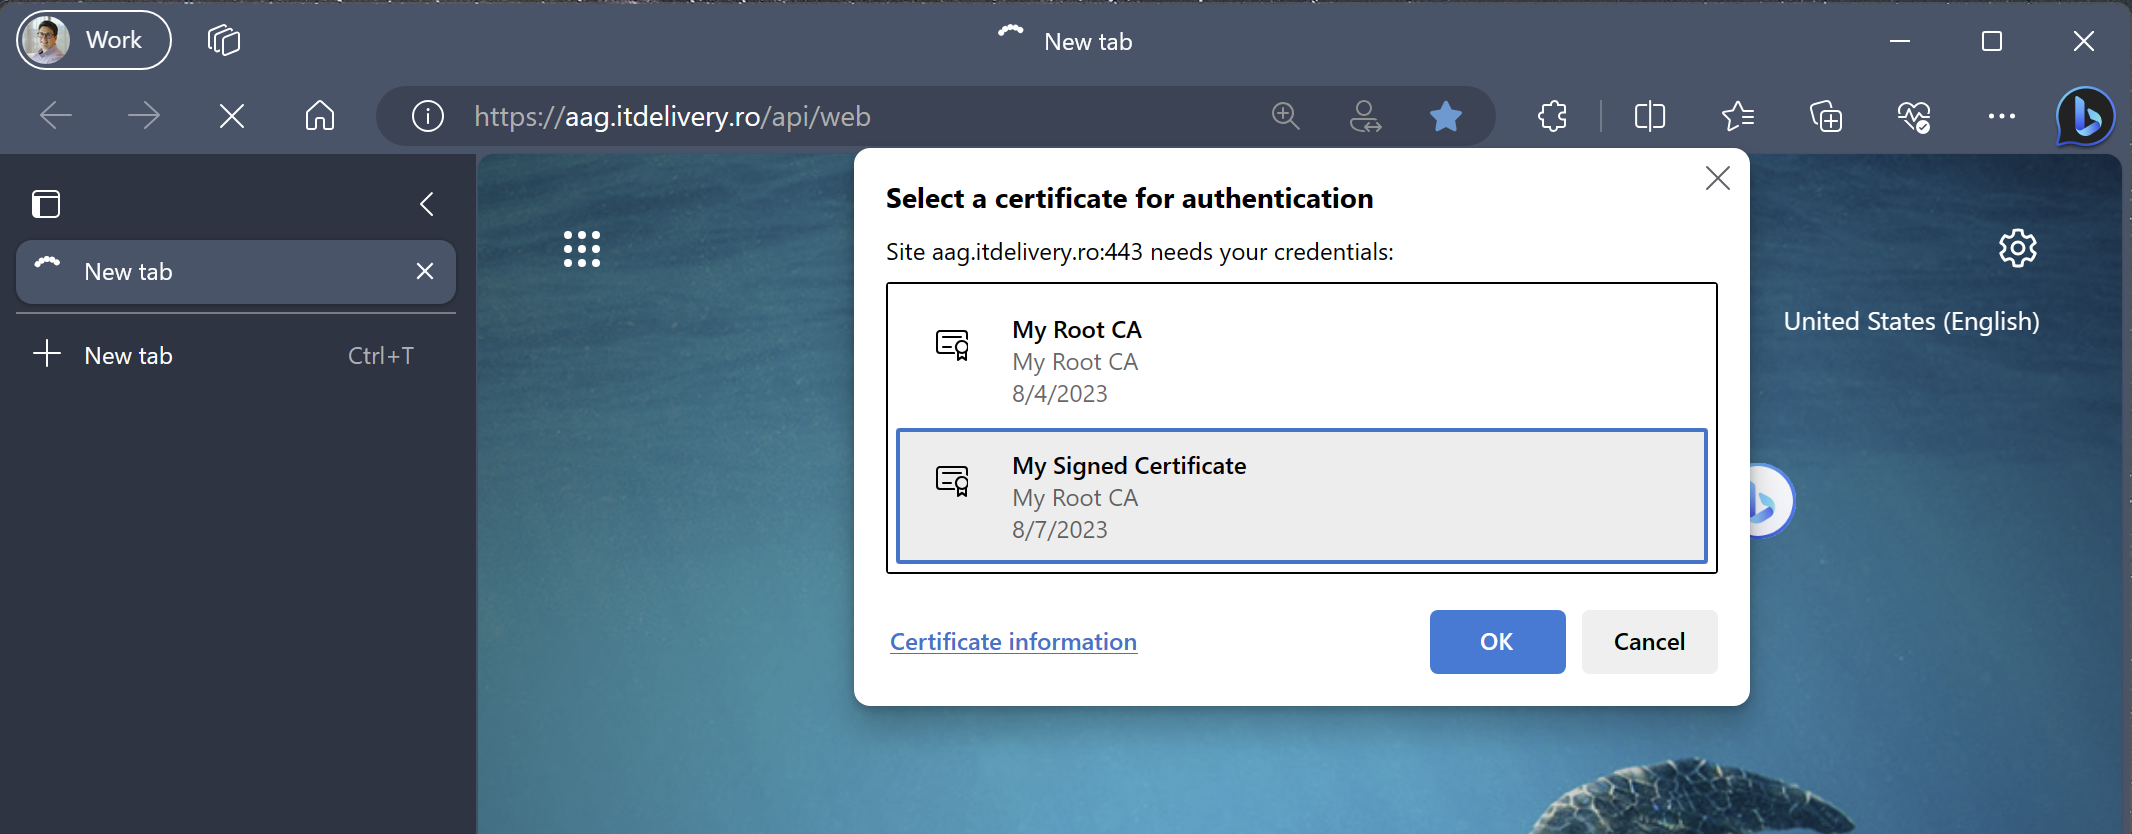 Work
New tab
https://aag.itdelivery.ro/api/web
New tab
New tab Ctrl+T
Select a certificate for authentication
Site aag.itdelivery.ro:443 needs your credentials:
My Root CA
My Root CA
8/4/2023
My Signed Certificate
My Root CA
8/7/2023
Certificate information
OK
Cancel
United States (English)